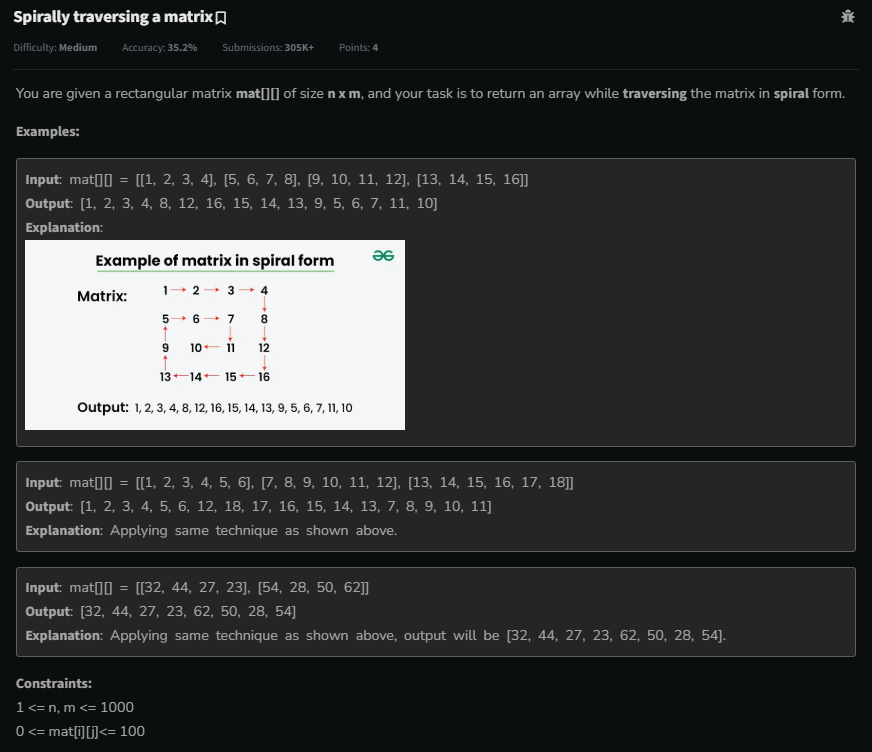 Spirally traversing a matrix
Difficulty: Medium Accuracy: 35.2% Submissions: 305K+ Points: 4
You are given a rectangular matrix mat[][] of size n x m, and your task is to return an array while traversing the matrix in spiral form.
Examples:
Input: mat[][] = [[1, 2, 3, 4], [5, 6, 7, 8], [9, 10, 11, 12], [13, 14, 15, 16]]
Output: [1, 2, 3, 4, 8, 12, 16, 15, 14, 13, 9, 5, 6, 7, 11, 10]
Explanation:
Example of matrix in spiral form
Matrix:
1 2 3 4
5 6 7 8
9 10 11 12
13 14 15 16
Output: 1, 2, 3, 4, 8, 12, 16, 15, 14, 13, 9, 5, 6, 7, 11, 10
Input: mat[][] = [[1, 2, 3, 4, 5, 6], [7, 8, 9, 10, 11, 12], [13, 14, 15, 16, 17, 18]]
Output: [1, 2, 3, 4, 5, 6, 12, 18, 17, 16, 15, 14, 13, 7, 8, 9, 10, 11]
Explanation: Applying same technique as shown above.
Input: mat[][] = [[32, 44, 27, 23], [54, 28, 50, 62]]
Output: [32, 44, 27, 23, 62, 50, 28, 54]
Explanation: Applying same technique as shown above, output will be [32, 44, 27, 23, 62, 50, 28, 54].
Constraints:
1 <= n, m <= 1000
0 <= mat[i][j]<= 100